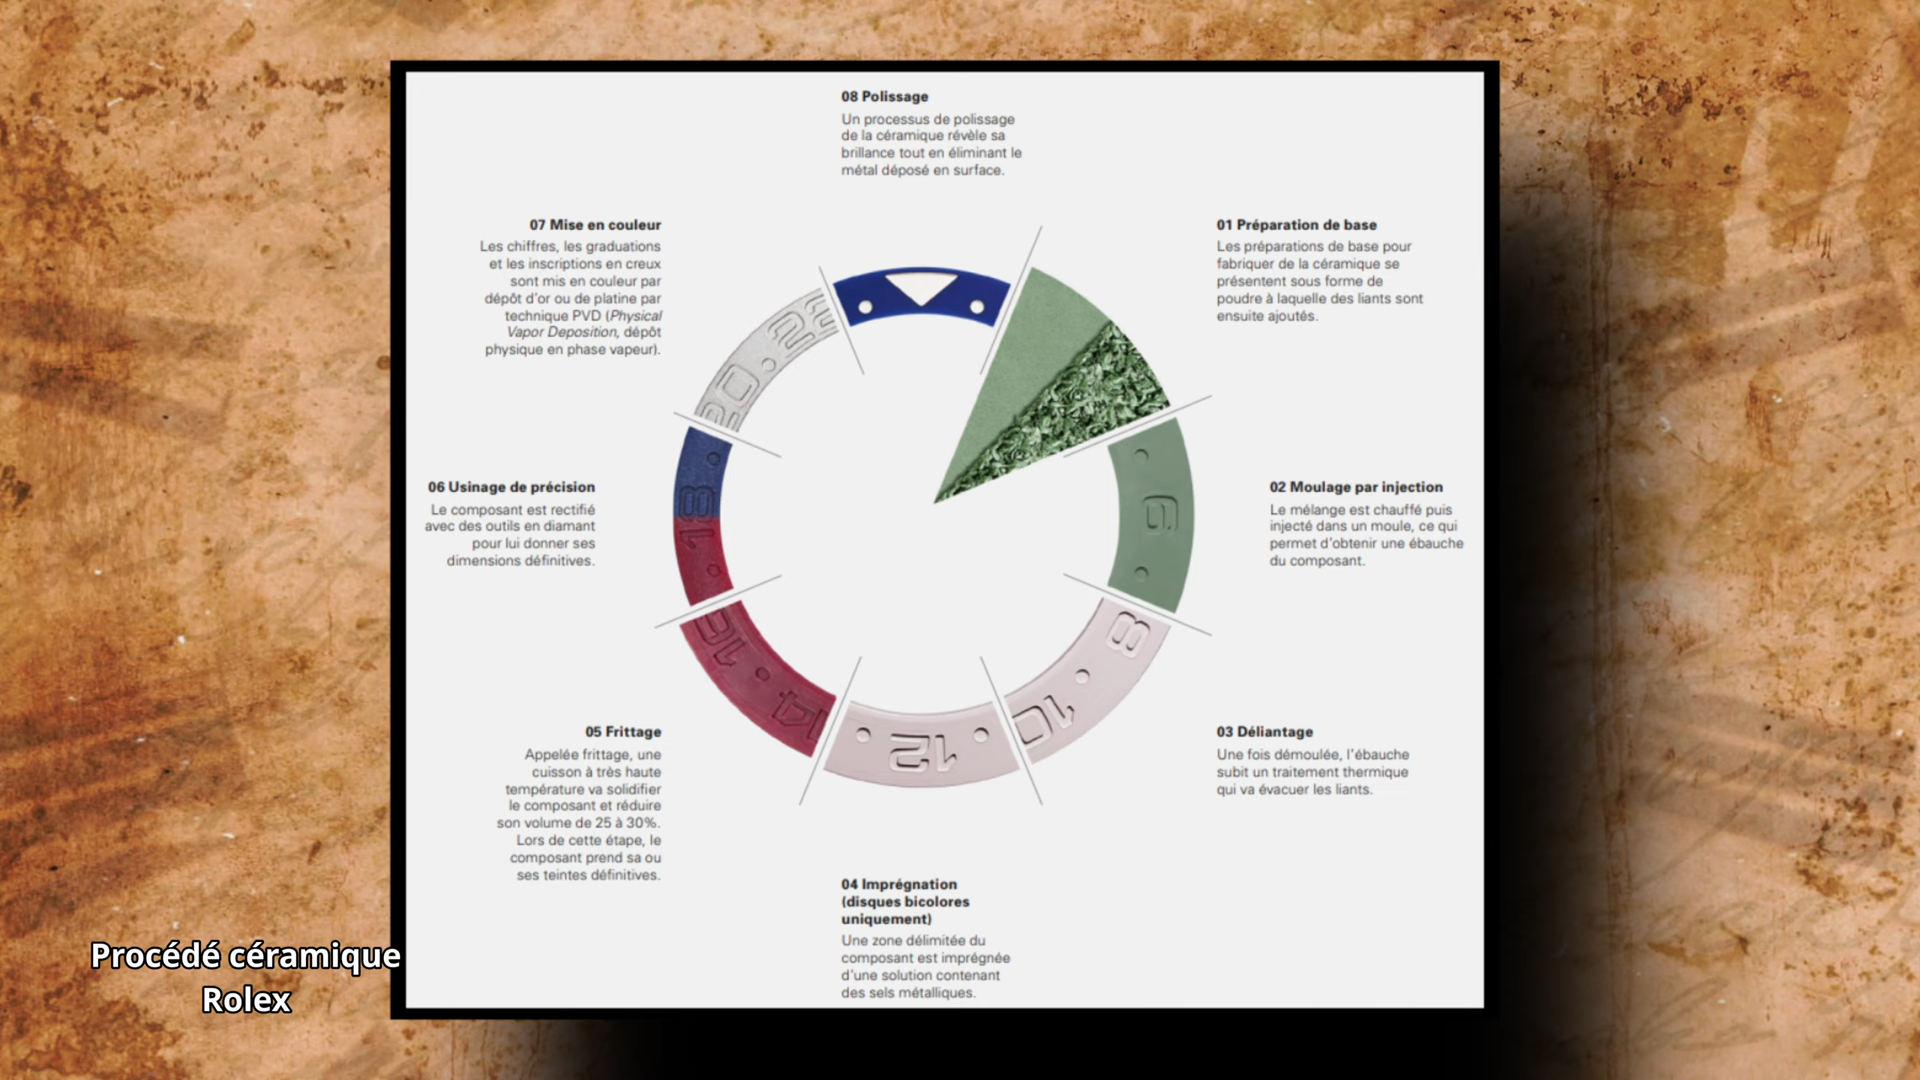 08 Polissage
Un processus de polissage
de la céramique révèle sa
brillance tout en éliminant le
métal déposé en surface.
01 Préparation de base
Les préparations de base pour
fabriquer de la céramique se
présentent sous forme de
poudre à laquelle des liants sont
ensuite ajoutés.
02 Moulage par injection
Le mélange est chauffé puis
injecté dans un moule, ce qui
permet d'obtenir une ébauche
du composant.
03 Déliantage
Une fois démoulée, l'ébauche
subit un traitement thermique
qui va évacuer les liants.
04 Imprégnation
(disques bicolores
uniquement)
Une zone délimitée du
composant est imprégnée
d'une solution contenant
des sels métalliques.
05 Frittage
Appelée frittage, une
cuisson à très haute
température va solidifier
le composant et réduire
son volume de 25 à 30%.
Lors de cette étape, le
composant prend sa ou
ses teintes définitives.
06 Usinage de précision
Le composant est rectifié
avec des outils en diamant
pour lui donner ses
dimensions définitives.
07 Mise en couleur
Les chiffres, les graduations
et les inscriptions en creux
sont mis en couleur par
dépôt d'or ou de platine par
technique PVD (Physical
Vapor Deposition, dépôt
physique en phase vapeur).
6
8
10
12
14
16
18
20
22
Procédé céramique
Rolex